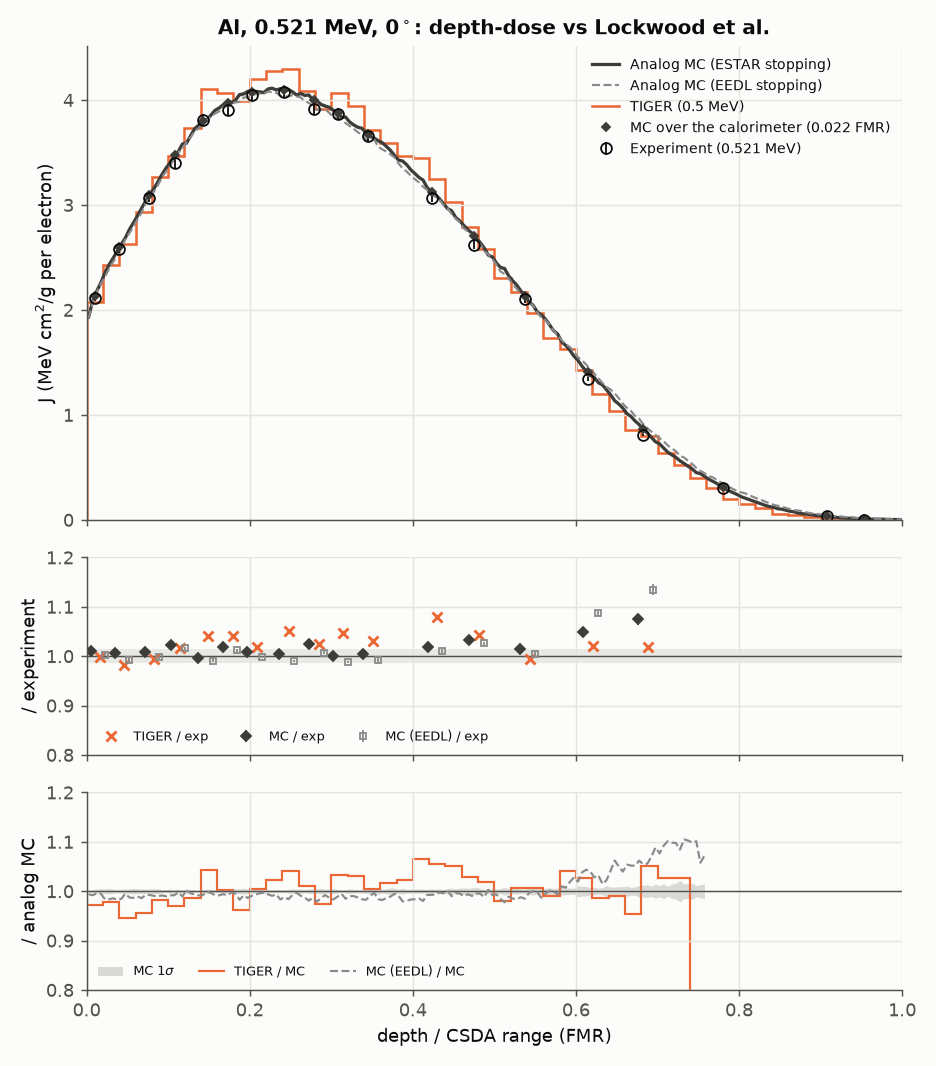 Al, 0.521 MeV, 0°: depth-dose vs Lockwood et al.
Analog MC (ESTAR stopping)
Analog MC (EEDL stopping)
TIGER (0.5 MeV)
MC over the calorimeter (0.022 FMR)
Experiment (0.521 MeV)
J (MeV cm²/g per electron)
4
3
2
1
0
/ experiment
1.2
1.1
1.0
0.9
0.8
TIGER / exp
MC / exp
MC (EEDL) / exp
/ analog MC
1.2
1.1
1.0
0.9
0.8
MC 1σ
TIGER / MC
MC (EEDL) / MC
0.0 0.2 0.4 0.6 0.8 1.0
depth / CSDA range (FMR)